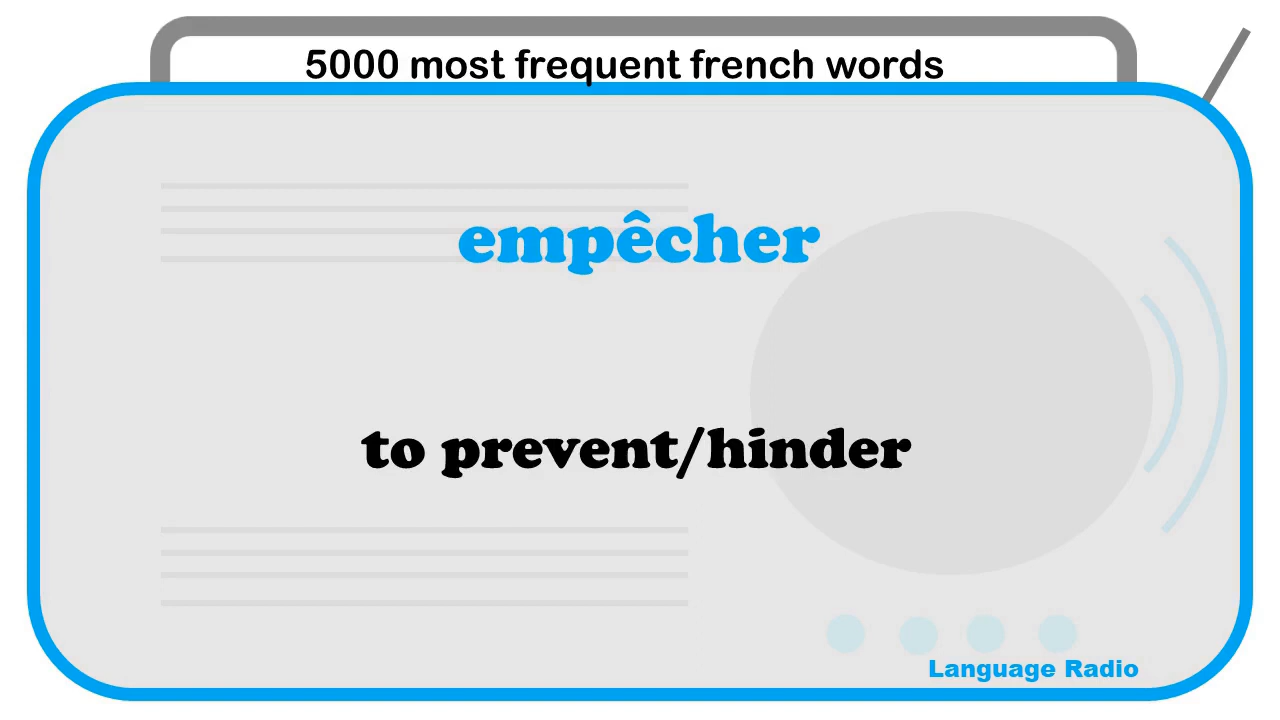 5000 most frequent french words
empêcher
to prevent/hinder
Language Radio